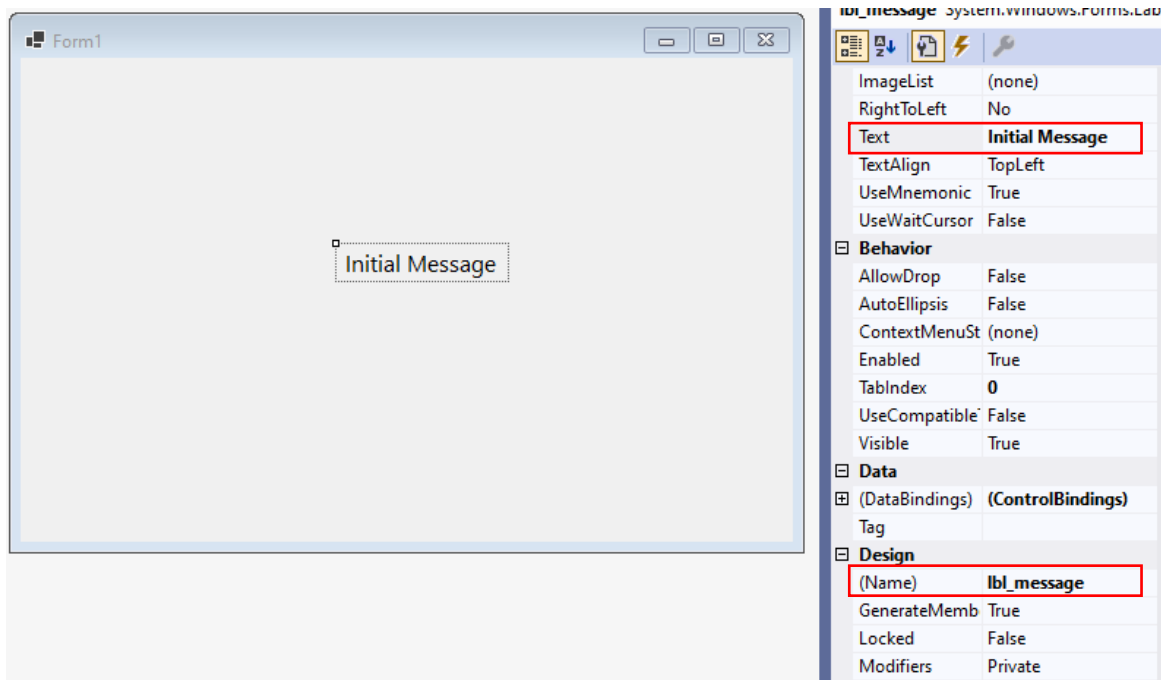 Form1
Initial Message
lbl_message System.Windows.Forms.Lab
ImageList (none)
RightToLeft No
Text Initial Message
TextAlign TopLeft
UseMnemonic True
UseWaitCursor False
Behavior
AllowDrop False
AutoEllipsis False
ContextMenuSt (none)
Enabled True
TabIndex 0
UseCompatible False
Visible True
Data
(DataBindings) (ControlBindings)
Tag
Design
(Name) lbl_message
GenerateMemb True
Locked False
Modifiers Private